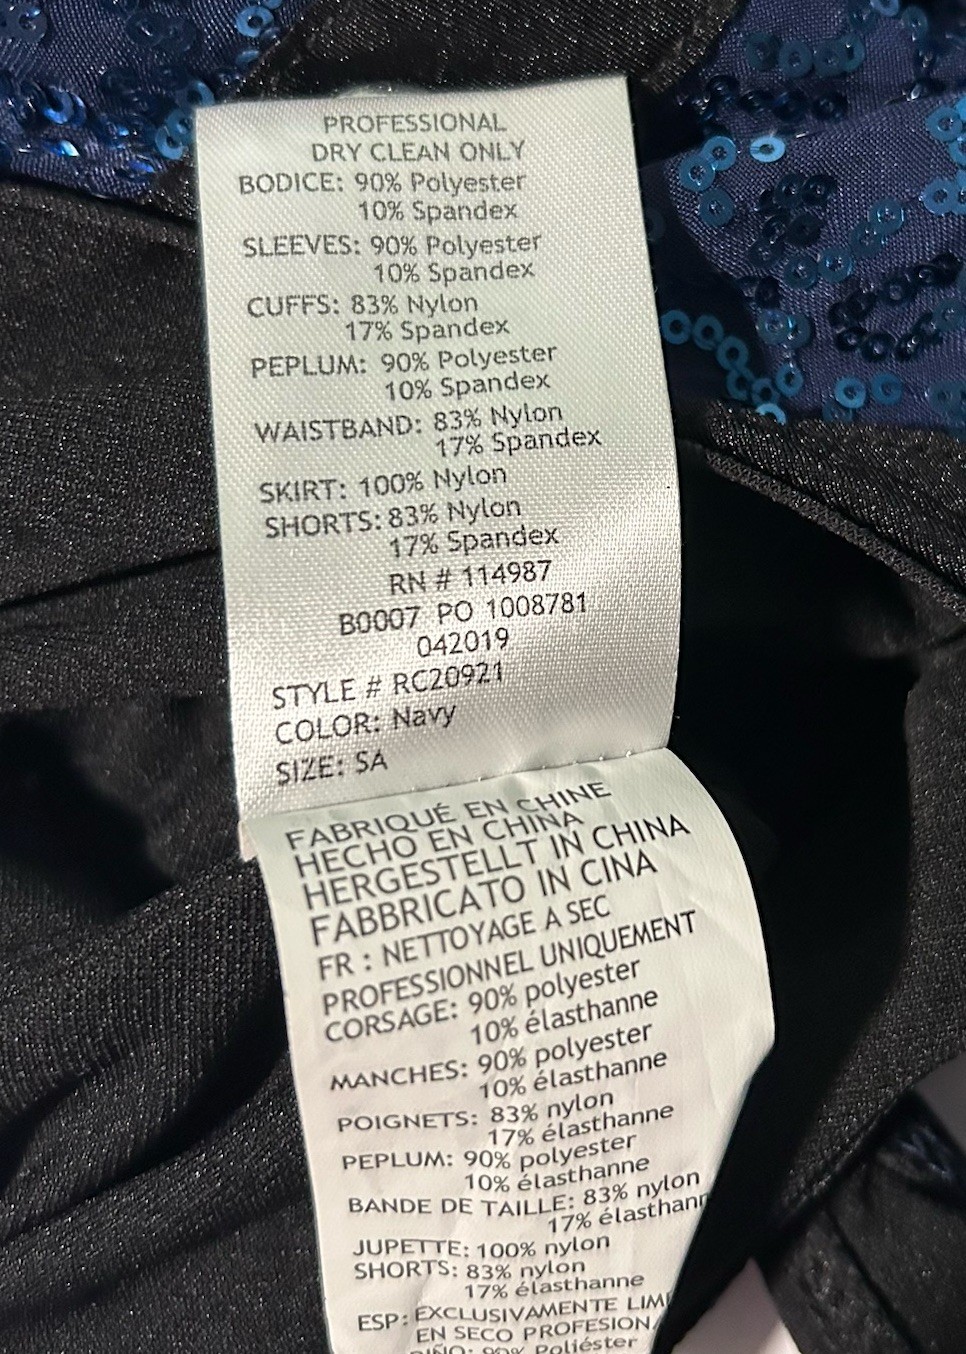 PROFESSIONAL
DRY CLEAN ONLY
BODICE: 90% Polyester
10% Spandex
SLEEVES: 90% Polyester
10% Spandex
CUFFS: 83% Nylon
17% Spandex
PEPLUM: 90% Polyester
10% Spandex
WAISTBAND: 83% Nylon
17% Spandex
SKIRT: 100% Nylon
SHORTS: 83% Nylon
17% Spandex
RN # 114987
B0007 PO 1008781
042019
STYLE # RC20921
COLOR: Navy
SIZE: SA
FABRIQUÉ EN CHINE
HECHO EN CHINA
HERGESTELLT IN CHINA
FABBRICATO IN CINA
FR : NETTOYAGE A SEC
PROFESSIONNEL UNIQUEMENT
CORSAGE: 90% polyester
10% élasthanne
MANCHES: 90% polyester
10% élasthanne
POIGNETS: 83% nylon
17% élasthanne
PEPLUM: 90% polyester
10% élasthanne
BANDE DE TAILLE: 83% nylon
17% élasthann
JUPETTE: 100% nylon
SHORTS: 83% nylon
17% élasthanne
ESP: EXCLUSIVAMENTE LIM
EN SECO PROFESION
90% Poliéster